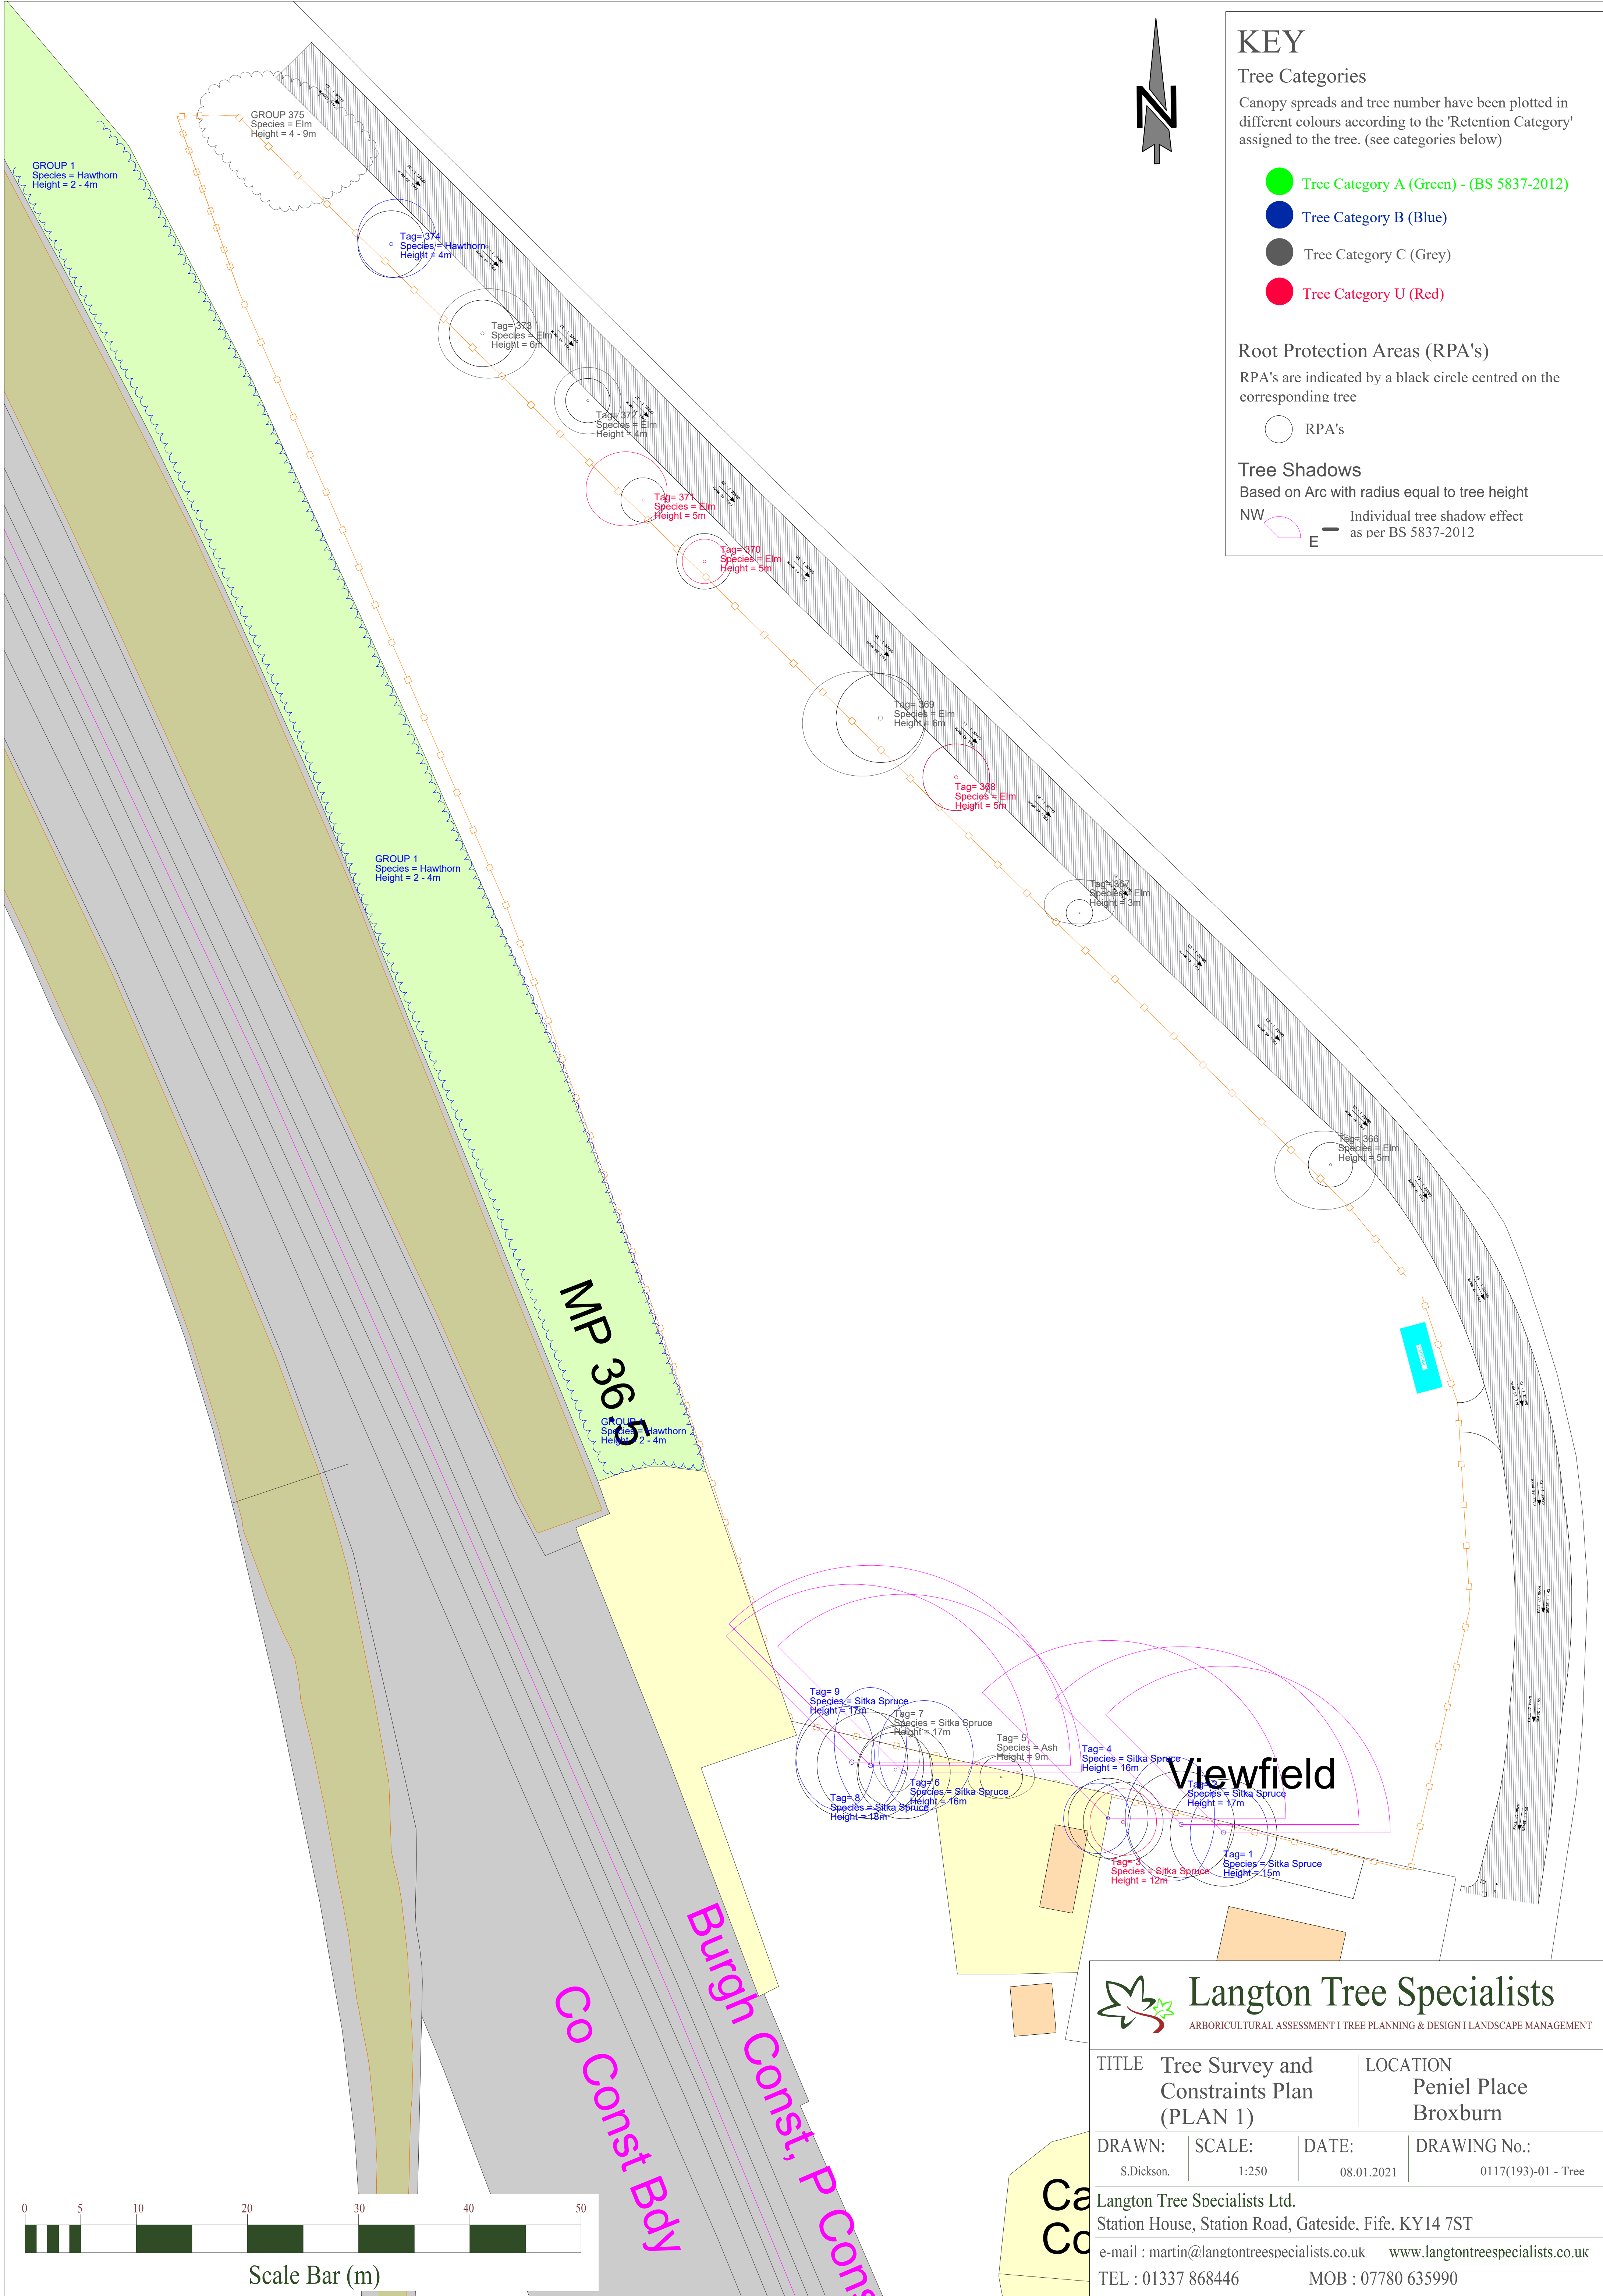 KEY
Tree Categories
Canopy spreads and tree number have been plotted in
different colours according to the 'Retention Category'
assigned to the tree. (see categories below)
Tree Category A (Green) - (BS 5837-2012)
Tree Category B (Blue)
Tree Category C (Grey)
Tree Category U (Red)
Root Protection Areas (RPA's)
RPA's are indicated by a black circle centred on the
corresponding tree
RPA's
Tree Shadows
Based on Arc with radius equal to tree height
NW
E
Individual tree shadow effect
as per BS 5837-2012
N
GROUP 375
Species = Elm
Height = 4 - 9m
GROUP 1
Species = Hawthorn
Height = 2 - 4m
Tag= 374
Species = Hawthorn
Height = 4m
Tag= 373
Species = Elm
Height = 6m
Tag= 372
Species = Elm
Height = 4m
Tag= 371
Species = Elm
Height = 5m
Tag= 370
Species = Elm
Height = 5m
Tag= 369
Species = Elm
Height = 6m
Tag= 368
Species = Elm
Height = 5m
GROUP 1
Species = Hawthorn
Height = 2 - 4m
Tag= 367
Species = Elm
Height = 3m
Tag= 366
Species = Elm
Height = 5m
MP 36.5
GROUP 1
Species = Hawthorn
Height = 2 - 4m
Tag= 9
Species = Sitka Spruce
Height = 17m
Tag= 7
Species = Sitka Spruce
Height = 17m
Tag= 5
Species = Ash
Height = 9m
Tag= 4
Species = Sitka Spruce
Height = 16m
Viewfield
Tag= 2
Species = Sitka Spruce
Height = 17m
Tag= 6
Species = Sitka Spruce
Height = 16m
Tag= 8
Species = Sitka Spruce
Height = 18m
Tag= 3
Species = Sitka Spruce
Height = 12m
Tag= 1
Species = Sitka Spruce
Height = 15m
Burgh Const, P Cons
Co Const Bdy
Ca
Co
0 5 10 20 30 40 50
Scale Bar (m)
Langton Tree Specialists
ARBORICULTURAL ASSESSMENT I TREE PLANNING & DESIGN I LANDSCAPE MANAGEMENT
TITLE Tree Survey and
Constraints Plan
(PLAN 1)
LOCATION
Peniel Place
Broxburn
DRAWN: SCALE: DATE: DRAWING No.:
S.Dickson. 1:250 08.01.2021 0117(193)-01 - Tree
Langton Tree Specialists Ltd.
Station House, Station Road, Gateside, Fife. KY14 7ST
e-mail : martin@langtontreespecialists.co.uk www.langtontreespecialists.co.uk
TEL : 01337 868446 MOB : 07780 635990